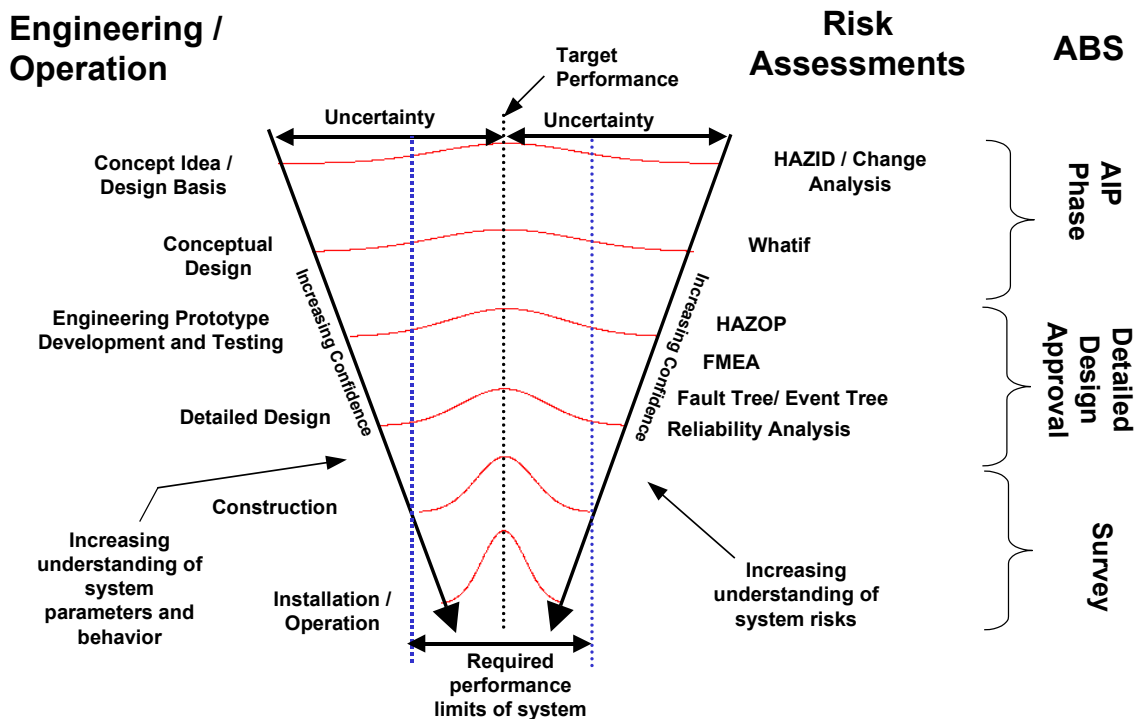 Engineering /
Operation
Risk
Assessments
ABS
Target
Performance
Uncertainty
Uncertainty
Concept Idea /
Design Basis
HAZID / Change
Analysis
AIP
Phase
Conceptual
Design
Whatif
Increasing Confidence
Increasing Confidence
Engineering Prototype
Development and Testing
HAZOP
FMEA
Detailed
Design
Approval
Detailed Design
Fault Tree/ Event Tree
Reliability Analysis
Construction
Increasing
understanding of
system
parameters and
behavior
Increasing
understanding of
system risks
Survey
Installation /
Operation
Required
performance
limits of system